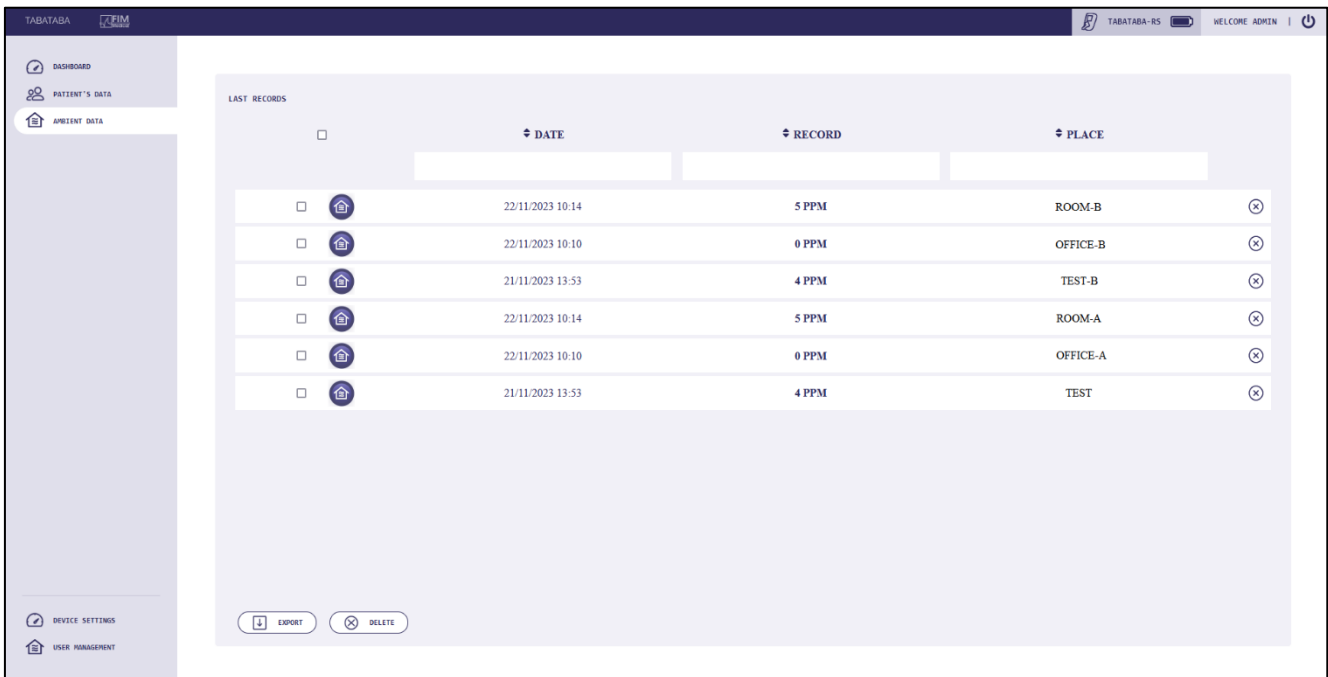 TABATABA FIM TABATABA-RS WELCOME ADMIN |
DASHBOARD
PATIENT'S DATA
AMBIENT DATA
LAST RECORDS
DATE RECORD PLACE
22/11/2023 10:14 5 PPM ROOM-B
22/11/2023 10:10 0 PPM OFFICE-B
21/11/2023 13:53 4 PPM TEST-B
22/11/2023 10:14 5 PPM ROOM-A
22/11/2023 10:10 0 PPM OFFICE-A
21/11/2023 13:53 4 PPM TEST
EXPORT DELETE
DEVICE SETTINGS
USER MANAGEMENT